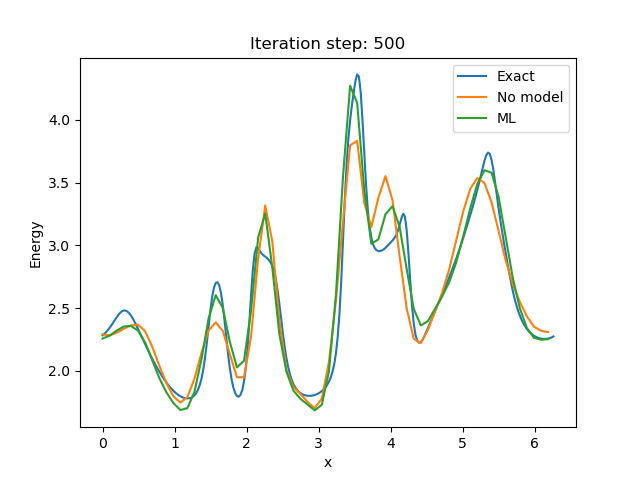 Iteration step: 500
Exact
No model
ML
Energy
4.0
3.5
3.0
2.5
2.0
0 1 2 3 4 5 6
x